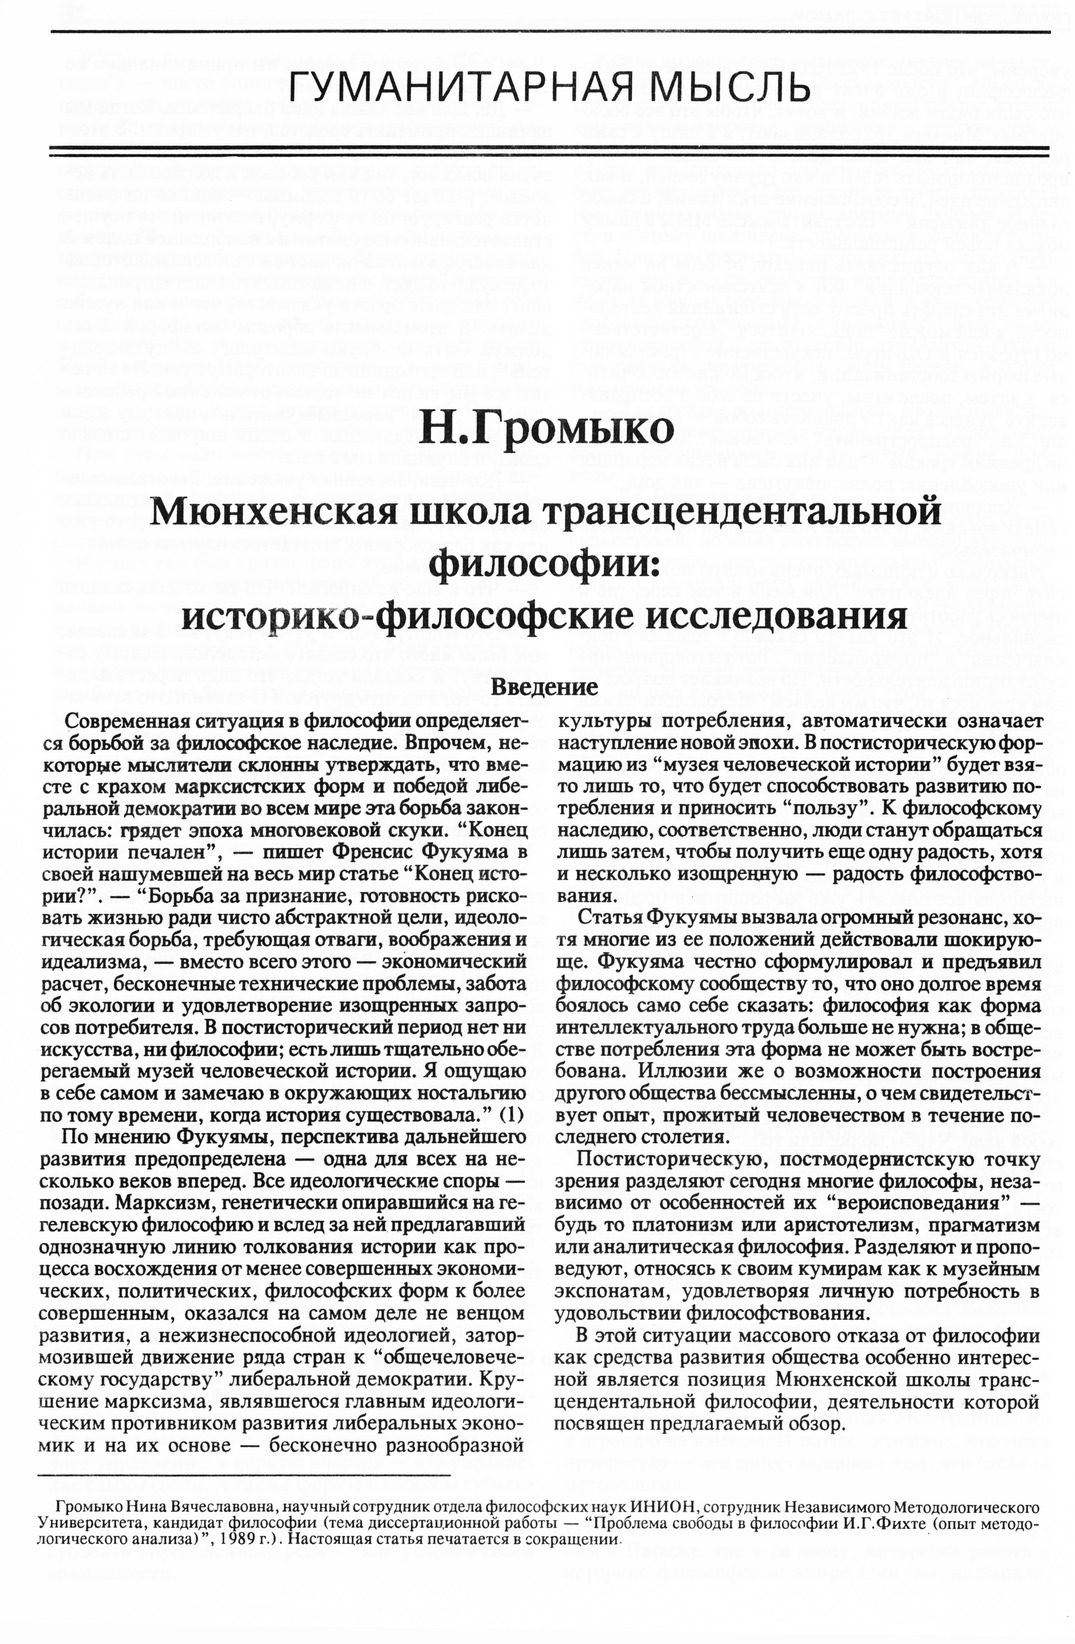 ГУМАНИТАРНАЯ МЫСЛЬ
Н.Громыко
Мюнхенская школа трансцендентальной
философии:
историко-философские исследования
Введение
Современная ситуация в философии определяет-
ся борьбой за философское наследие. Впрочем, не-
которые мыслители склонны утверждать, что вме-
сте с крахом марксистских форм и победой либе-
ральной демократии во всем мире эта борьба закон-
чилась: грядет эпоха многовековой скуки. “Конец
истории печален”, — пишет Френсис Фукуяма в
своей нашумевшей на весь мир статье “Конец исто-
рии?”. — “Борьба за признание, готовность риско-
вать жизнью ради чисто абстрактной цели, идеоло-
гическая борьба, требующая отваги, воображения и
идеализма, — вместо всего этого — экономический
расчет, бесконечные технические проблемы, забота
об экологии и удовлетворение изощренных запро-
сов потребителя. В постисторический период нет ни
искусства, ни философии; есть лишь тщательно обе-
регаемый музей человеческой истории. Я ощущаю
в себе самом и замечаю в окружающих ностальгию
по тому времени, когда история существовала.” (1)
По мнению Фукуямы, перспектива дальнейшего
развития предопределена — одна для всех на не-
сколько веков вперед. Все идеологические споры —
позади. Марксизм, генетически опиравшийся на ге-
гелевскую философию и вслед за ней предлагавший
однозначную линию толкования истории как про-
цесса восхождения от менее совершенных экономи-
ческих, политических, философских форм к более
совершенным, оказался на самом деле не венцом
развития, а нежизнеспособной идеологией, затор-
мозившей движение ряда стран к “общечеловече-
скому государству” либеральной демократии. Кру-
шение марксизма, являвшегося главным идеологи-
ческим противником развития либеральных эконо-
мик и на их основе — бесконечно разнообразной
культуры потребления, автоматически означает
наступление новой эпохи. В постисторическую фор-
мацию из “музея человеческой истории” будет взя-
то лишь то, что будет способствовать развитию по-
требления и приносить “пользу”. К философскому
наследию, соответственно, люди станут обращаться
лишь затем, чтобы получить еще одну радость, хотя
и несколько изощренную — радость философство-
вания.
Статья Фукуямы вызвала огромный резонанс, хо-
тя многие из ее положений действовали шокирую-
ще. Фукуяма честно сформулировал и предъявил
философскому сообществу то, что оно долгое время
боялось само себе сказать: философия как форма
интеллектуального труда больше не нужна; в обще-
стве потребления эта форма не может быть востре-
бована. Иллюзии же о возможности построения
другого общества бессмысленны, о чем свидетельст-
вует опыт, прожитый человечеством в течение по-
следнего столетия.
Постисторическую, постмодернистскую точку
зрения разделяют сегодня многие философы, неза-
висимо от особенностей их “вероисповедания” —
будь то платонизм или аристотелизм, прагматизм
или аналитическая философия. Разделяют и пропо-
ведуют, относясь к своим кумирам как к музейным
экспонатам, удовлетворяя личную потребность в
удовольствии философствования.
В этой ситуации массового отказа от философии
как средства развития общества особенно интерес-
ной является позиция Мюнхенской школы транс-
цендентальной философии, деятельности которой
посвящен предлагаемый обзор.
Громыко Нина Вячеславовна, научный сотрудник отдела философских наук ИНИОН, сотрудник Независимого Методологического
Университета, кандидат философии (тема диссертационной работы — “Проблема свободы в философии И.Г.Фихте (опыт методо-
логического анализа)”, 1989 г.). Настоящая статья печатается в сокращении.